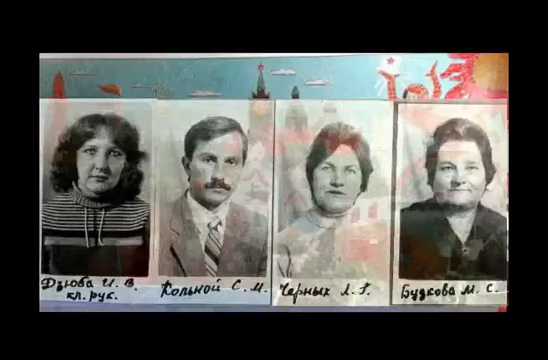 Дзюба И. В.
кл. рук.
Кольной С. М.
Черных Л. Г.
Будкова М. С.